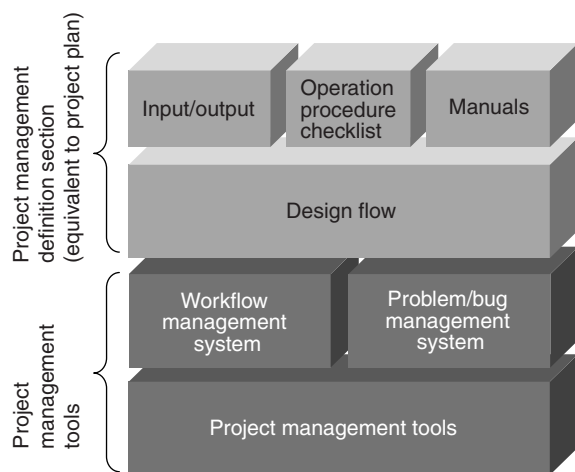 Project management
definition section
(equivalent to project plan)
Input/output
Operation
procedure
checklist
Manuals
Design flow
Project
management
tools
Workflow
management
system
Problem/bug
management
system
Project management tools